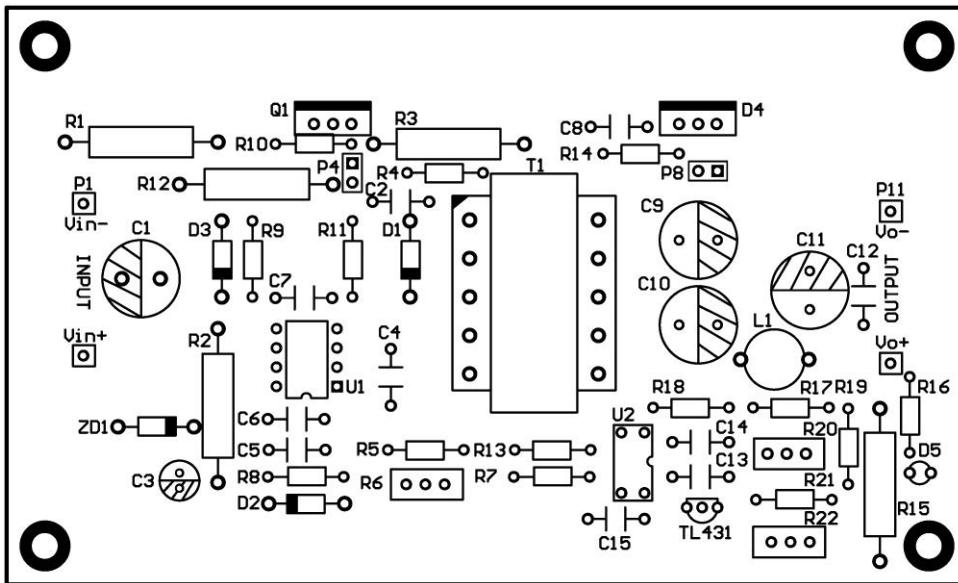 Q1
D4
R1
R3
C8
R10
R14
P4
R4
T1
P8
R12
P1
C2
P11
Vin-
C9
Vo-
C1
D3
R9
R11
D1
C11
C12
INPUT
C7
C10
OUTPUT
Vin+
R2
C4
L1
Vo+
U1
R18
R17
R19
R16
C6
U2
C14
R20
ZD1
C5
R5
R13
D5
C3
R8
R6
R7
C13
R21
D2
R15
C15
TL431
R22